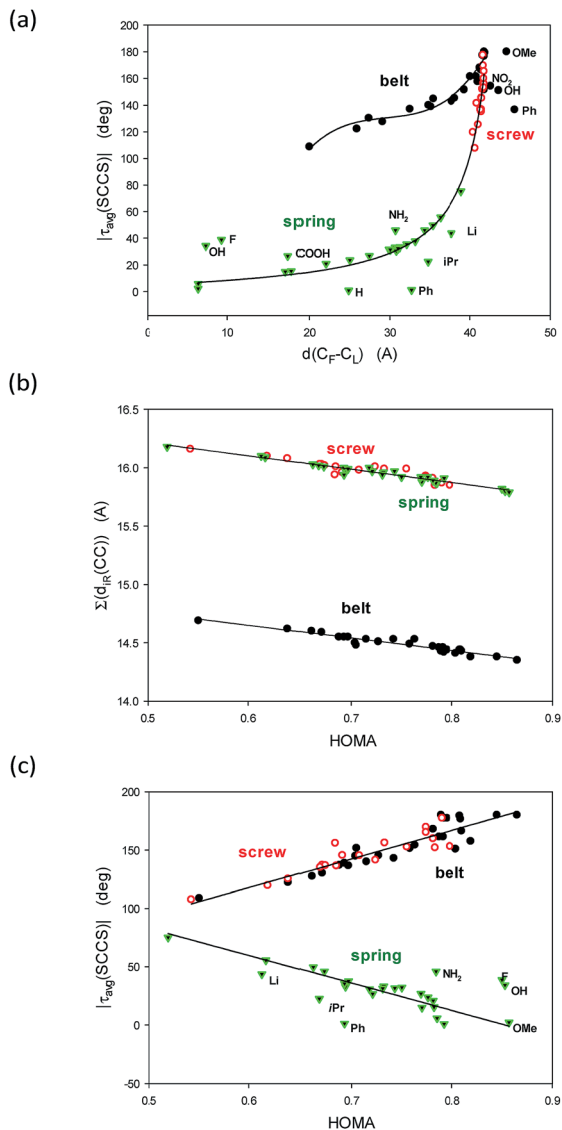 (a)
200
180
160
140
120
100
80
60
40
20
0
|τavg(SCCS)| (deg)
belt
OMe
NO2
OH
Ph
screw
spring
NH2
F
OH
COOH
Li
iPr
H
Ph
0 10 20 30 40 50
d(CF-CL) (A)
(b)
16.5
16.0
15.5
15.0
14.5
14.0
Σ(diR(CC)) (A)
screw
spring
belt
0.5 0.6 0.7 0.8 0.9
HOMA
(c)
200
150
100
50
0
-50
|τavg(SCCS)| (deg)
screw
belt
spring
Li
NH2
F
OH
iPr
Ph
OMe
0.5 0.6 0.7 0.8 0.9
HOMA